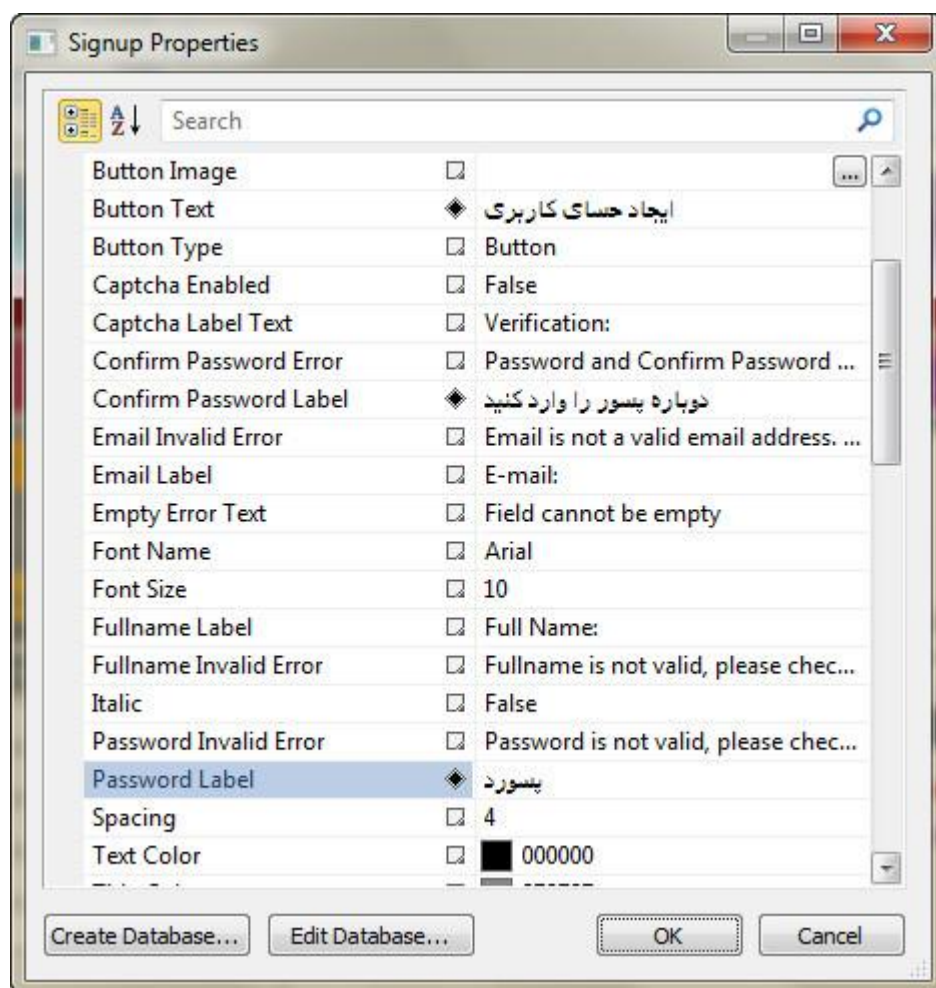 Signup Properties
Search
Button Image ...
Button Text ایجاد حسای کاربری
Button Type Button
Captcha Enabled False
Captcha Label Text Verification:
Confirm Password Error Password and Confirm Password ...
Confirm Password Label دوباره پسور را وارد کنید
Email Invalid Error Email is not a valid email address. ...
Email Label E-mail:
Empty Error Text Field cannot be empty
Font Name Arial
Font Size 10
Fullname Label Full Name:
Fullname Invalid Error Fullname is not valid, please chec...
Italic False
Password Invalid Error Password is not valid, please chec...
Password Label پسورد
Spacing 4
Text Color 000000
Create Database... Edit Database... OK Cancel